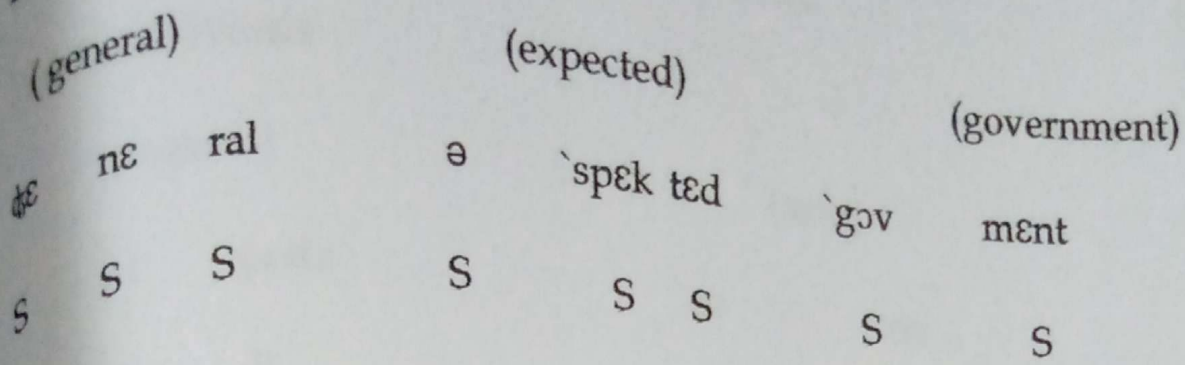 (general) (expected) (government)
ʤɛ nɛ ral ə `spɛk tɛd `gɔv mɛnt
S S S S S S S S